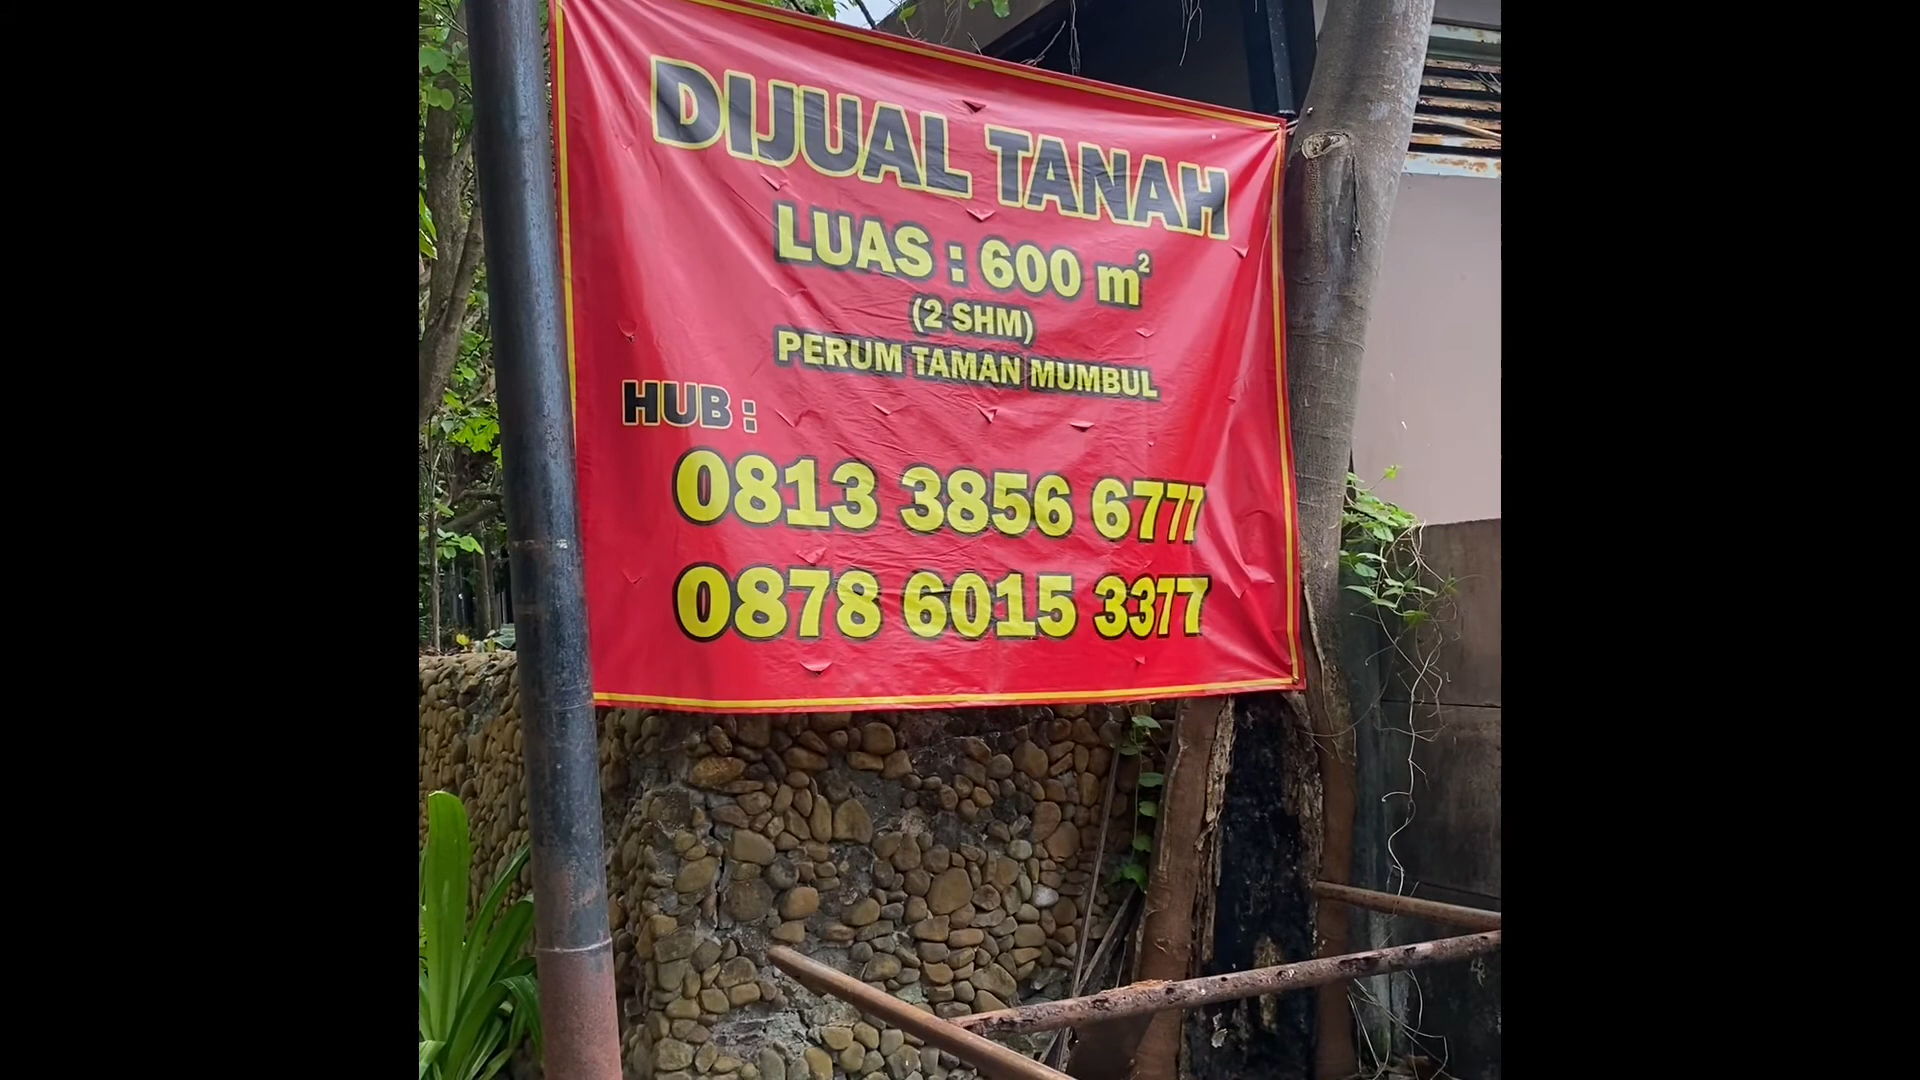 DIJUAL TANAH
LUAS : 600 m²
(2 SHM)
PERUM TAMAN MUMBUL
HUB :
0813 3856 6777
0878 6015 3377